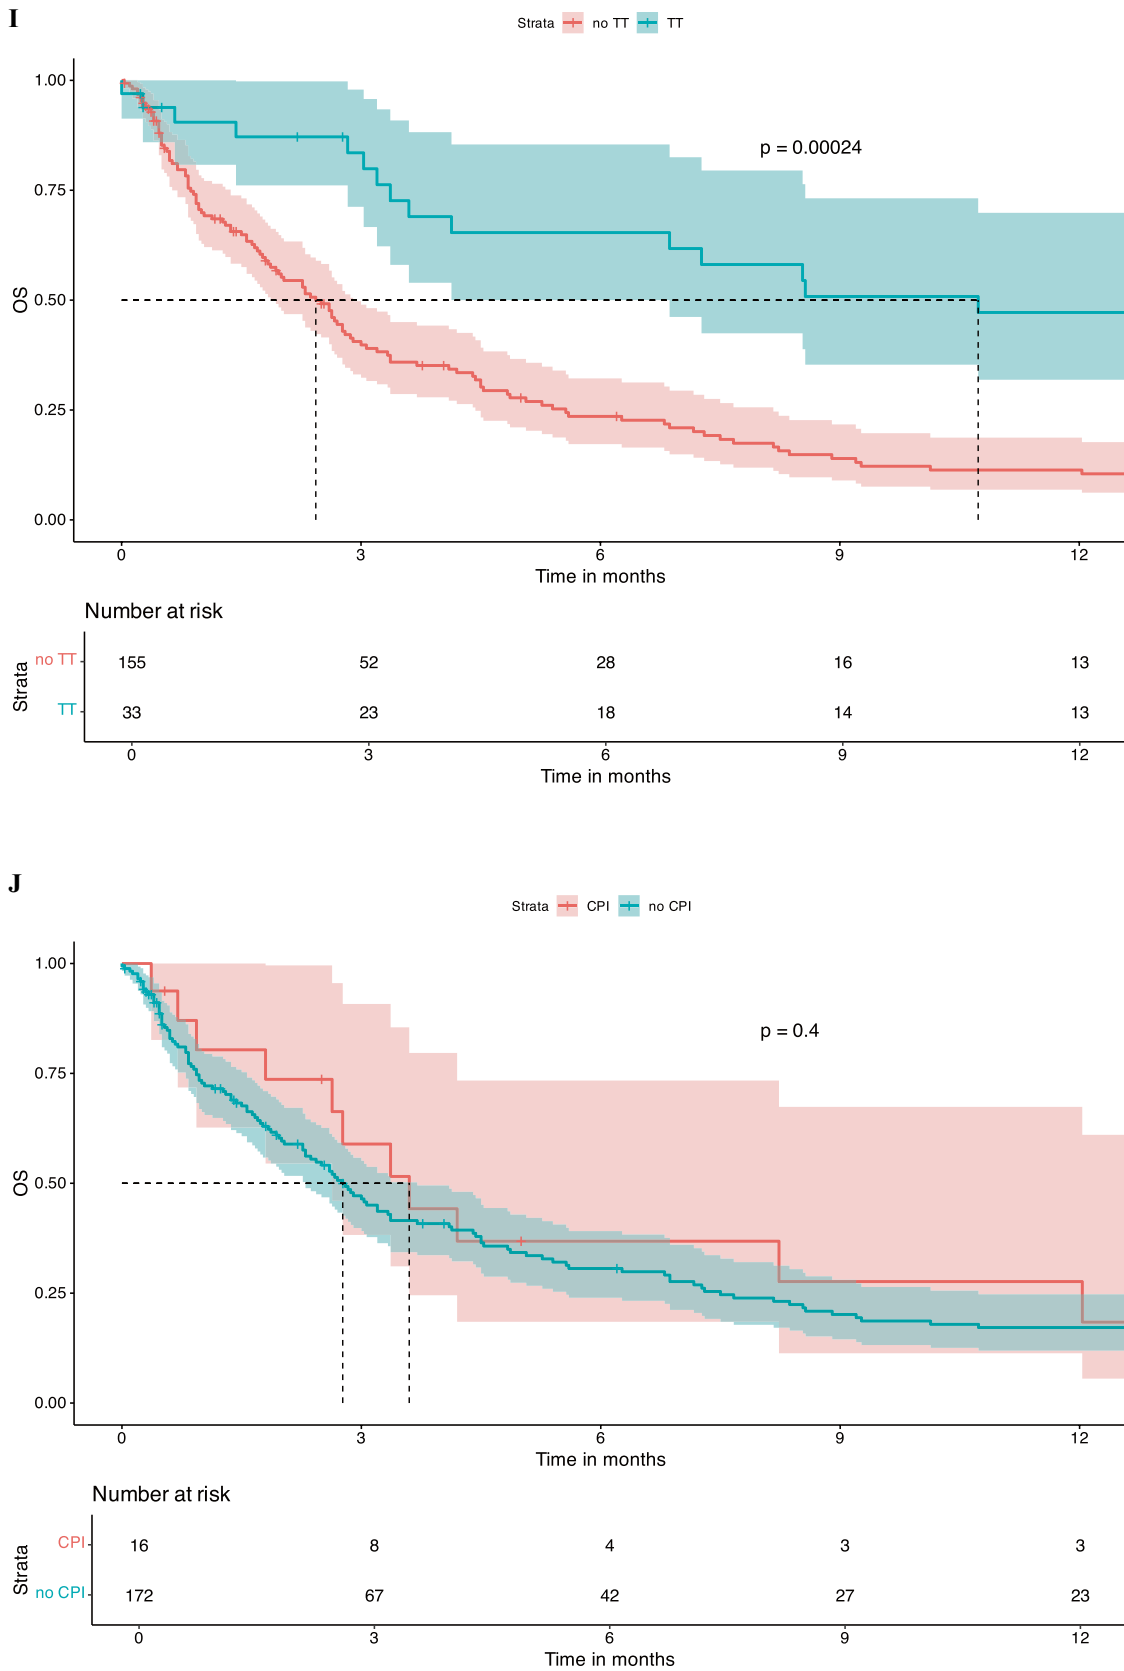 I
Strata no TT TT
1.00
0.75
0.50
0.25
0.00
OS
p = 0.00024
0 3 6 9 12
Time in months
Number at risk
Strata
no TT 155 52 28 16 13
TT 33 23 18 14 13
0 3 6 9 12
Time in months
J
Strata CPI no CPI
1.00
0.75
0.50
0.25
0.00
OS
p = 0.4
0 3 6 9 12
Time in months
Number at risk
Strata
CPI 16 8 4 3 3
no CPI 172 67 42 27 23
0 3 6 9 12
Time in months